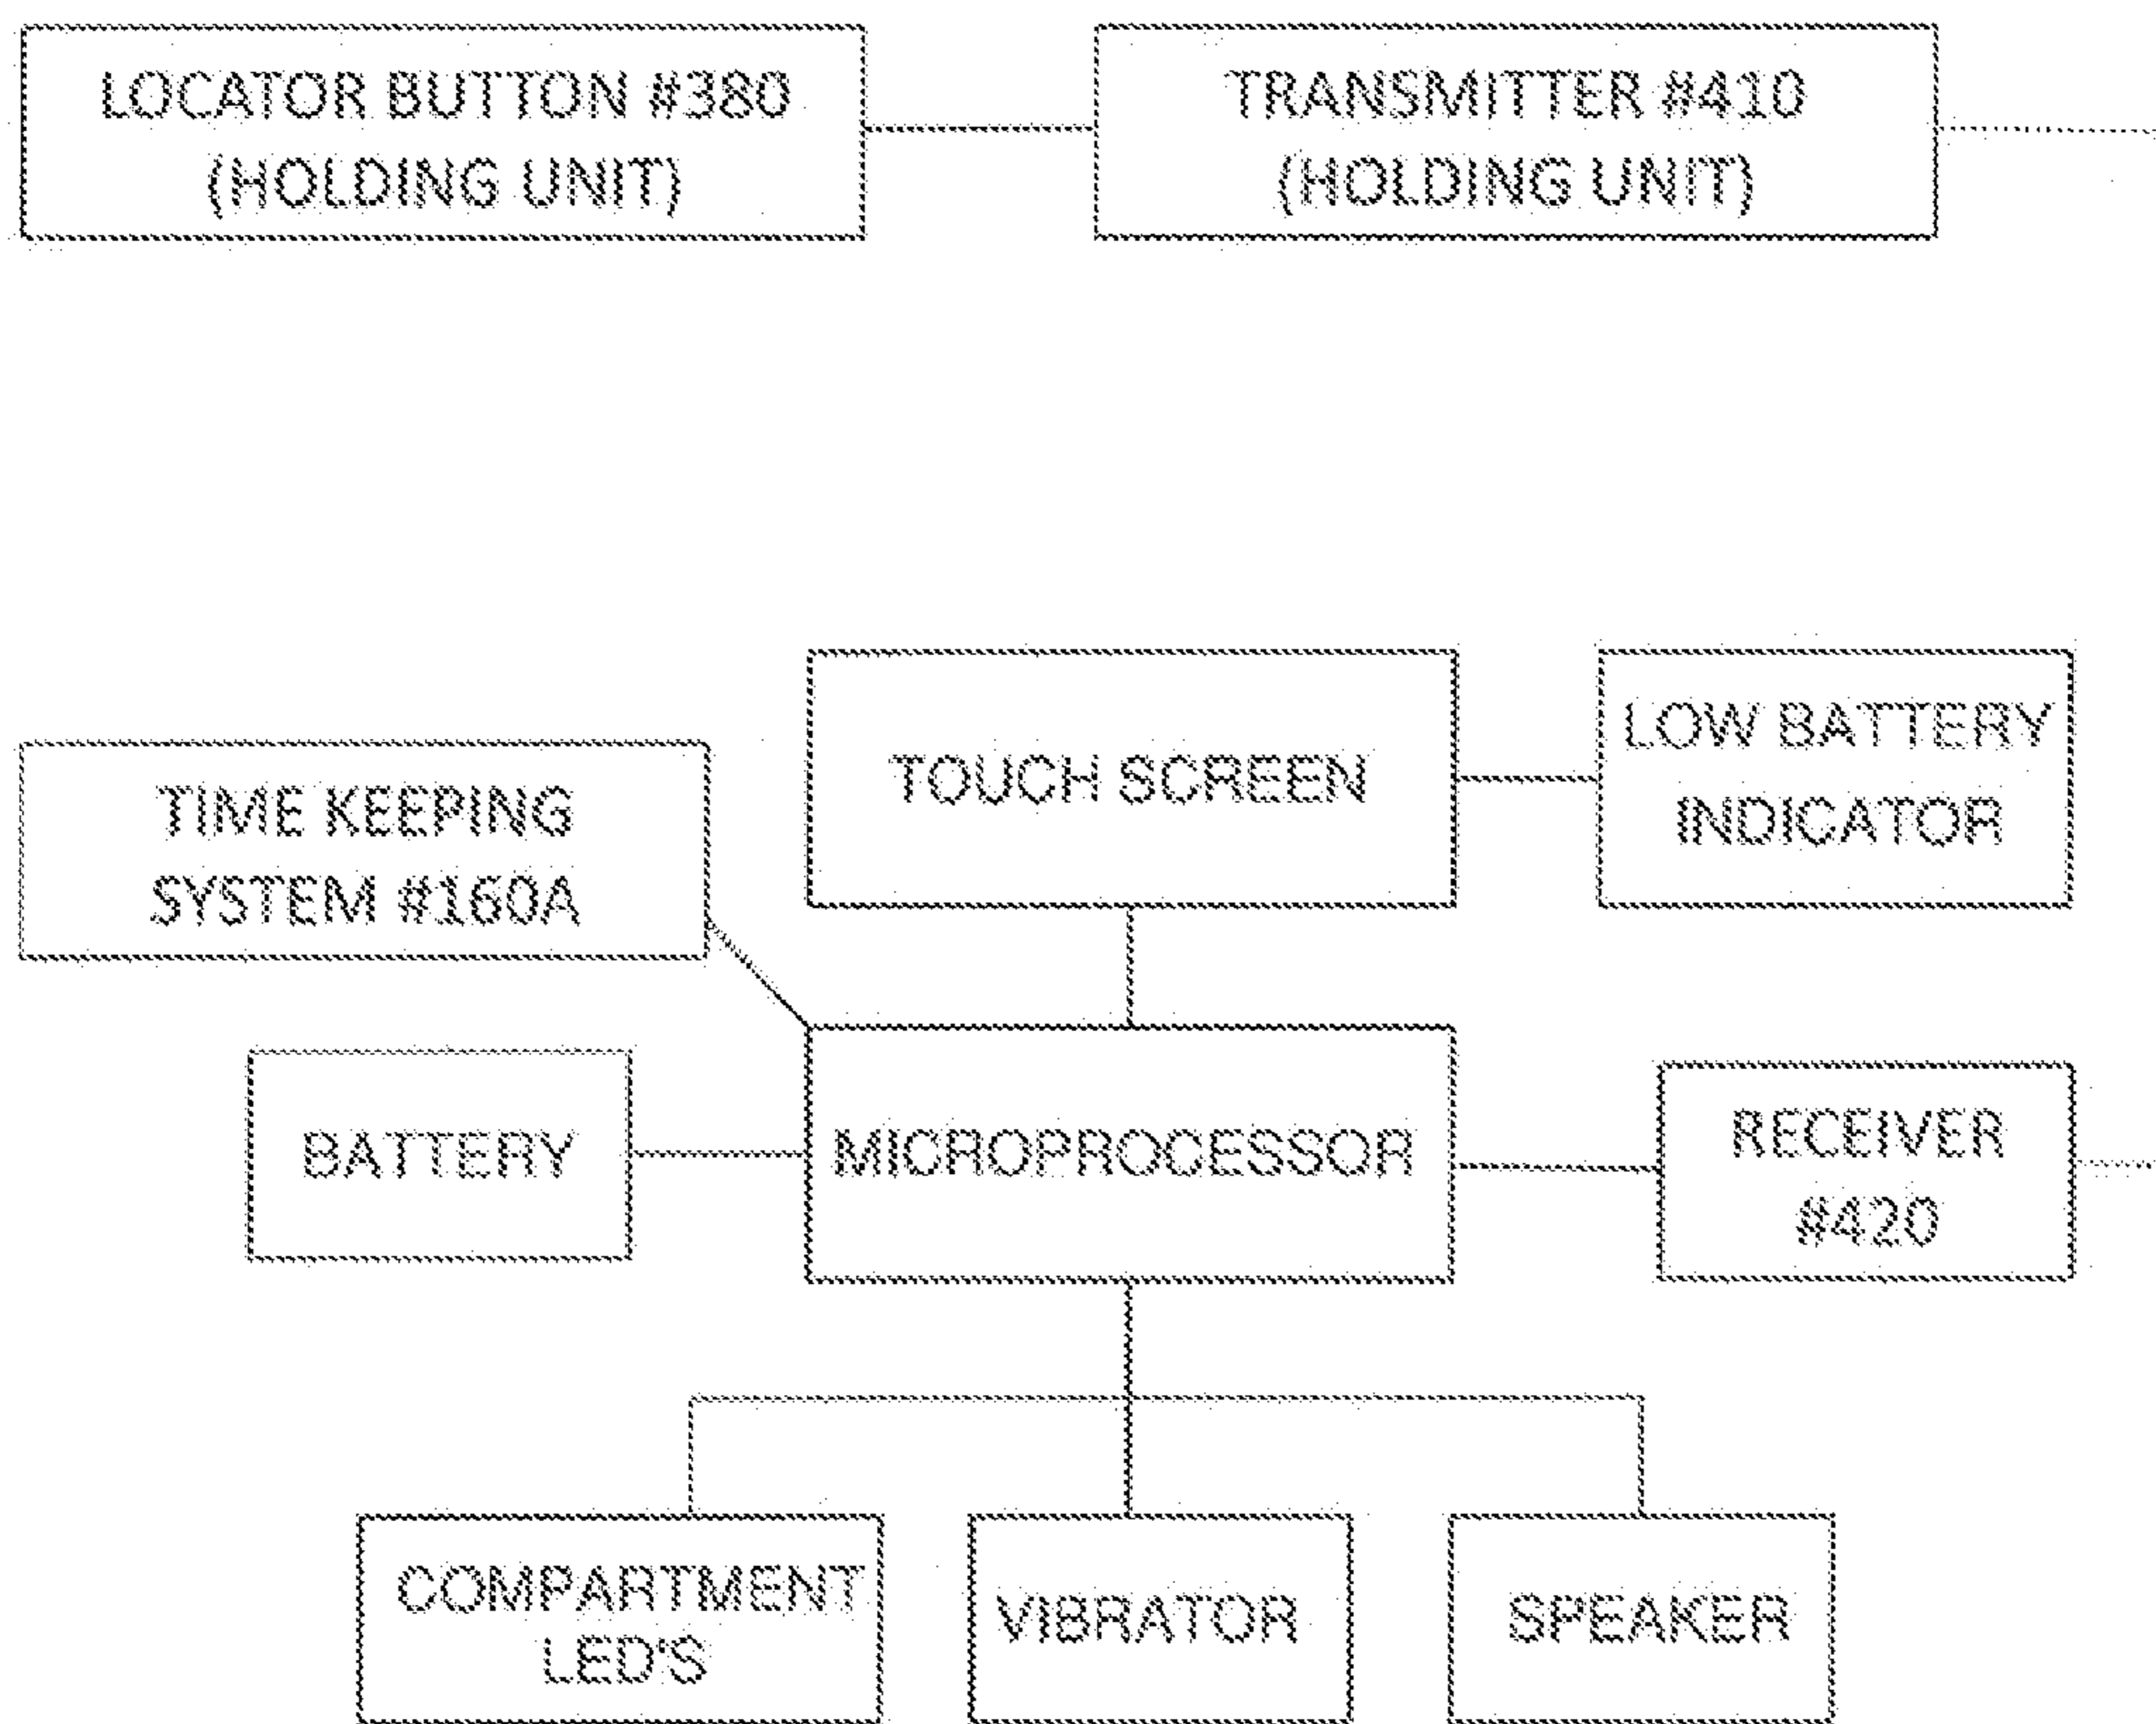 LOCATOR BUTTON #380
(HOLDING UNIT)
TRANSMITTER #410
(HOLDING UNIT)
TOUCH SCREEN
LOW BATTERY
INDICATOR
TIME KEEPING
SYSTEM #160A
BATTERY
MICROPROCESSOR
RECEIVER
#420
COMPARTMENT
LED'S
VIBRATOR
SPEAKER